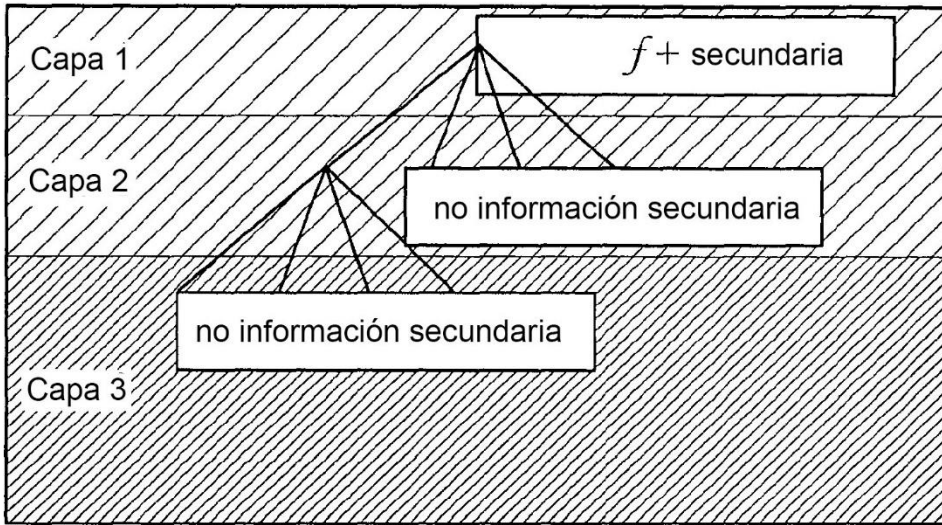 Capa 1
f + secundaria
Capa 2
no información secundaria
no información secundaria
Capa 3